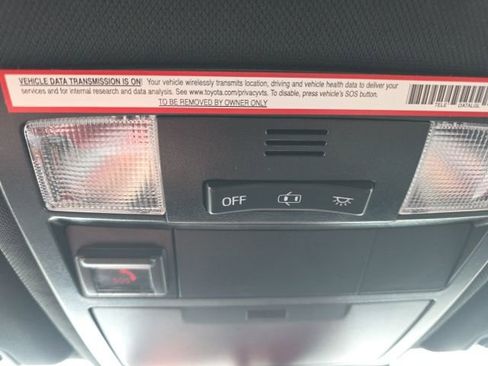 VEHICLE DATA TRANSMISSION IS ON! Your vehicle wirelessly transmits location, driving and vehicle health data to deliver your
services and for internal research and data analysis. See www.toyota.com/privacyvts. To disable, press vehicle's SOS button.
TO BE REMOVED BY OWNER ONLY
TELE DATALBL
OFF
SOS